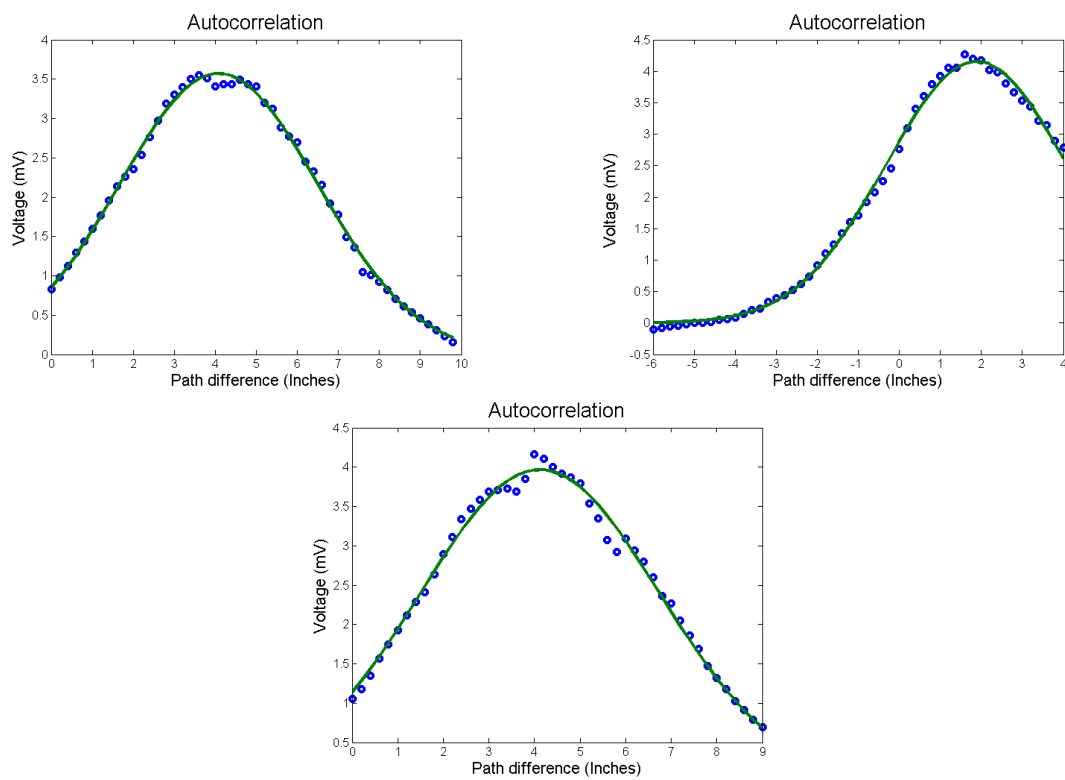 Autocorrelation
4
3.5
3
2.5
2
1.5
1
0.5
0
Voltage (mV)
0 1 2 3 4 5 6 7 8 9 10
Path difference (Inches)
Autocorrelation
4.5
4
3.5
3
2.5
2
1.5
1
0.5
0
-0.5
Voltage (mV)
-6 -5 -4 -3 -2 -1 0 1 2 3 4
Path difference (Inches)
Autocorrelation
4.5
4
3.5
3
2.5
2
1.5
1
0.5
Voltage (mV)
0 1 2 3 4 5 6 7 8 9
Path difference (Inches)